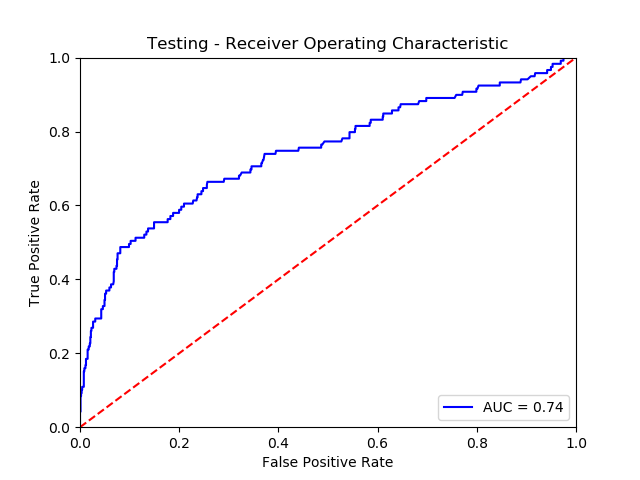 Testing - Receiver Operating Characteristic
1.0
0.8
0.6
0.4
0.2
0.0
True Positive Rate
AUC = 0.74
0.0 0.2 0.4 0.6 0.8 1.0
False Positive Rate